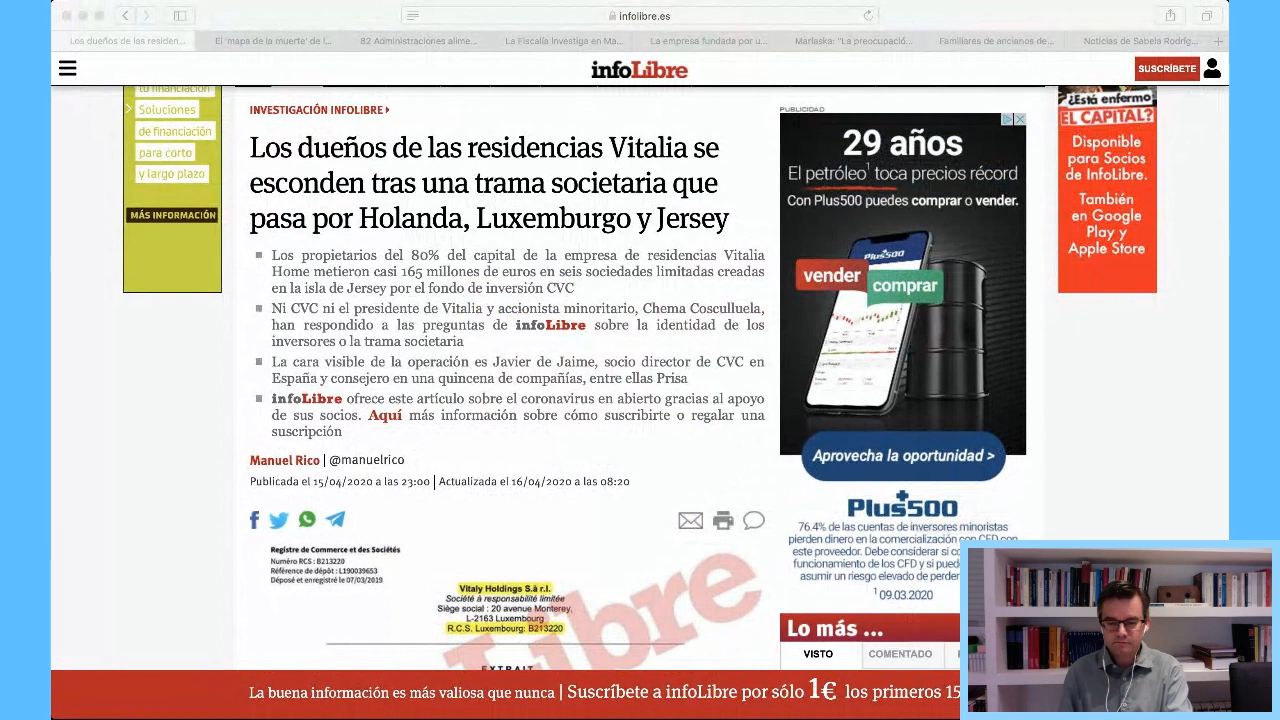 infolibre.es
Los dueños de las residen...
El 'mapa de la muerte' de l...
82 Administraciones alime...
La Fiscalía investiga en Ma...
La empresa fundada por u...
Marlaska: "La preocupació...
Familiares de ancianos de...
Noticias de Sabela Rodríg...
infoLibre
SUSCRÍBETE
tu financiación
Soluciones
de financiación
para corto
y largo plazo
MÁS INFORMACIÓN
INVESTIGACIÓN INFOLIBRE
Los dueños de las residencias Vitalia se
esconden tras una trama societaria que
pasa por Holanda, Luxemburgo y Jersey
Los propietarios del 80% del capital de la empresa de residencias Vitalia
Home metieron casi 165 millones de euros en seis sociedades limitadas creadas
en la isla de Jersey por el fondo de inversión CVC
Ni CVC ni el presidente de Vitalia y accionista minoritario, Chema Cosculluela,
han respondido a las preguntas de infoLibre sobre la identidad de los
inversores o la trama societaria
La cara visible de la operación es Javier de Jaime, socio director de CVC en
España y consejero en una quincena de compañías, entre ellas Prisa
infoLibre ofrece este artículo sobre el coronavirus en abierto gracias al apoyo
de sus socios. Aquí más información sobre cómo suscribirte o regalar una
suscripción
Manuel Rico | @manuelrico
Publicada el 15/04/2020 a las 23:00 | Actualizada el 16/04/2020 a las 08:20
Registre de Commerce et des Sociétés
Numéro RCS : B213220
Référence de dépôt : L190039653
Déposé et enregistré le 07/03/2019
Vitaly Holdings S.à r.l.
Société à responsabilité limitée
Siège social : 20 avenue Monterey,
L-2163 Luxembourg
R.C.S. Luxembourg: B213220
Libre
EXTRAIT
PUBLICIDAD
29 años
El petróleo¹ toca precios récord
Con Plus500 puedes comprar o vender.
Plus500
vender
comprar
Aprovecha la oportunidad >
Plus500
76.4% de las cuentas de inversores minoristas
pierden dinero en la comercialización con CFD con
este proveedor. Debe considerar si co
funcionamiento de los CFD y si pued
asumir un riesgo elevado de perder
¹ 09.03.2020
Lo más ...
VISTO
COMENTADO
¿Está enfermo
EL CAPITAL?
Disponible
para Socios
de InfoLibre.
También
en Google
Play y
Apple Store
La buena información es más valiosa que nunca | Suscríbete a infoLibre por sólo 1€ los primeros 15